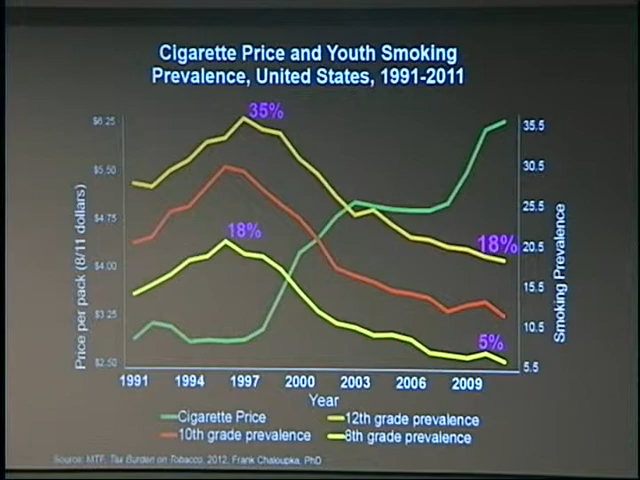 Cigarette Price and Youth Smoking
Prevalence, United States, 1991-2011
35%
18%
18%
5%
Price per pack (8/11 dollars)
$6.25
$5.50
$4.75
$4.00
$3.25
$2.50
35.5
30.5
25.5
20.5
15.5
10.5
5.5
Smoking Prevalence
1991 1994 1997 2000 2003 2006 2009
Year
Cigarette Price 12th grade prevalence
10th grade prevalence 8th grade prevalence
Source: MTF, Tax Burden on Tobacco, 2012, Frank Chaloupka, PhD